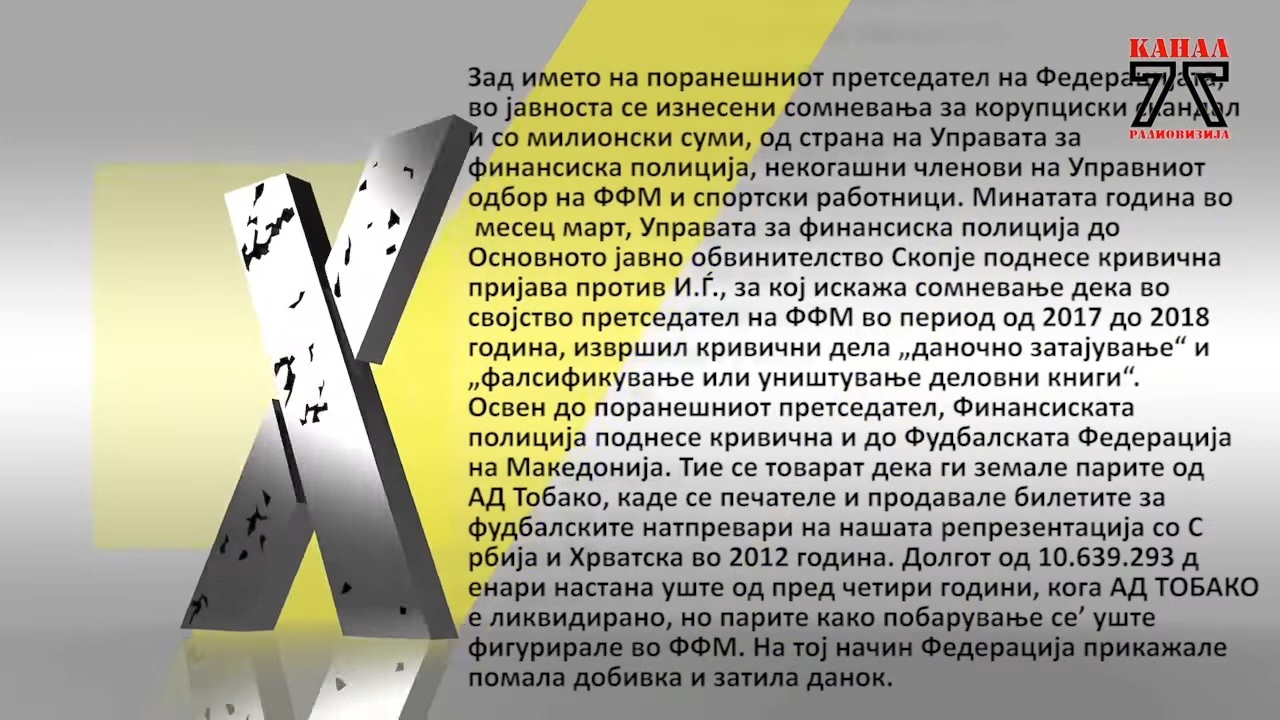 КАНАЛ
77
РАДИОВИЗИЈА
Зад името на поранешниот претседател на Федерацијата,
во јавноста се изнесени сомневања за корупциски скандал
и со милионски суми, од страна на Управата за
финансиска полиција, некогашни членови на Управниот
одбор на ФФМ и спортски работници. Минатата година во
месец март, Управата за финансиска полиција до
Основното јавно обвинителство Скопје поднесе кривична
пријава против И.Ѓ., за кој искажа сомневање дека во
својство претседател на ФФМ во период од 2017 до 2018
година, извршил кривични дела „даночно затајување“ и
„фалсификување или уништување деловни книги“.
Освен до поранешниот претседател, Финансиската
полиција поднесе кривична и до Фудбалската Федерација
на Македонија. Тие се товарат дека ги земале парите од
АД Тобако, каде се печателе и продавале билетите за
фудбалските натпревари на нашата репрезентација со С
рбија и Хрватска во 2012 година. Долгот од 10.639.293 д
енари настана уште од пред четири години, кога АД ТОБАКО
е ликвидирано, но парите како побарување се’ уште
фигурирале во ФФМ. На тој начин Федерација прикажале
помала добивка и затила данок.